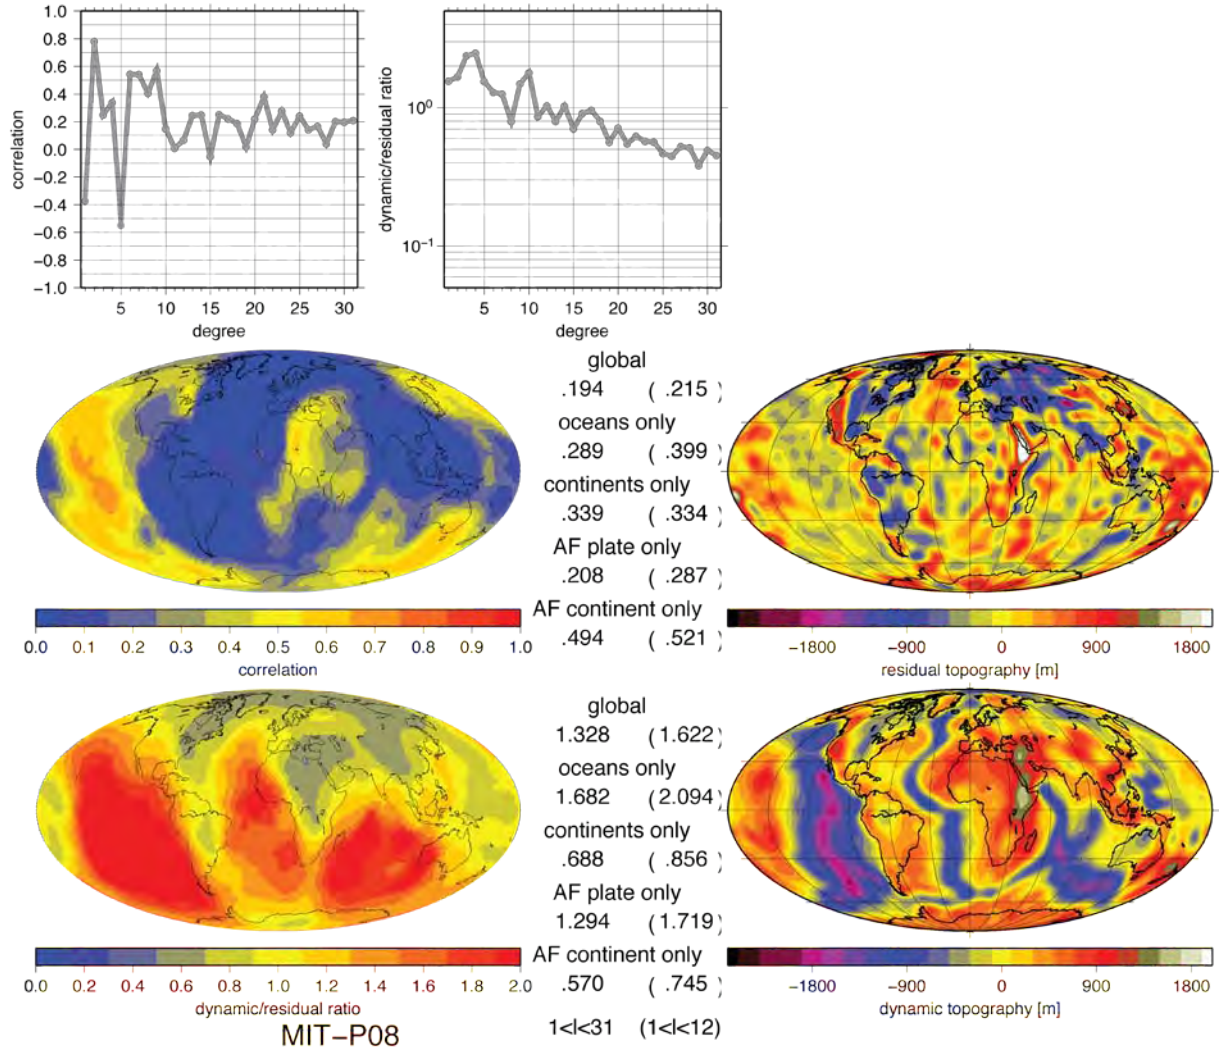 1.0
0.8
0.6
0.4
0.2
0.0
−0.2
−0.4
−0.6
−0.8
−1.0
correlation
5 10 15 20 25 30
degree
10⁰
10⁻¹
dynamic/residual ratio
5 10 15 20 25 30
degree
global
.194 ( .215 )
oceans only
.289 ( .399 )
continents only
.339 ( .334 )
AF plate only
.208 ( .287 )
AF continent only
.494 ( .521 )
0.0 0.1 0.2 0.3 0.4 0.5 0.6 0.7 0.8 0.9 1.0
correlation
−1800 −900 0 900 1800
residual topography [m]
global
1.328 ( 1.622 )
oceans only
1.682 ( 2.094 )
continents only
.688 ( .856 )
AF plate only
1.294 ( 1.719 )
AF continent only
.570 ( .745 )
0.0 0.2 0.4 0.6 0.8 1.0 1.2 1.4 1.6 1.8 2.0
dynamic/residual ratio
−1800 −900 0 900 1800
dynamic topography [m]
MIT−P08
1<l<31 (1<l<12)